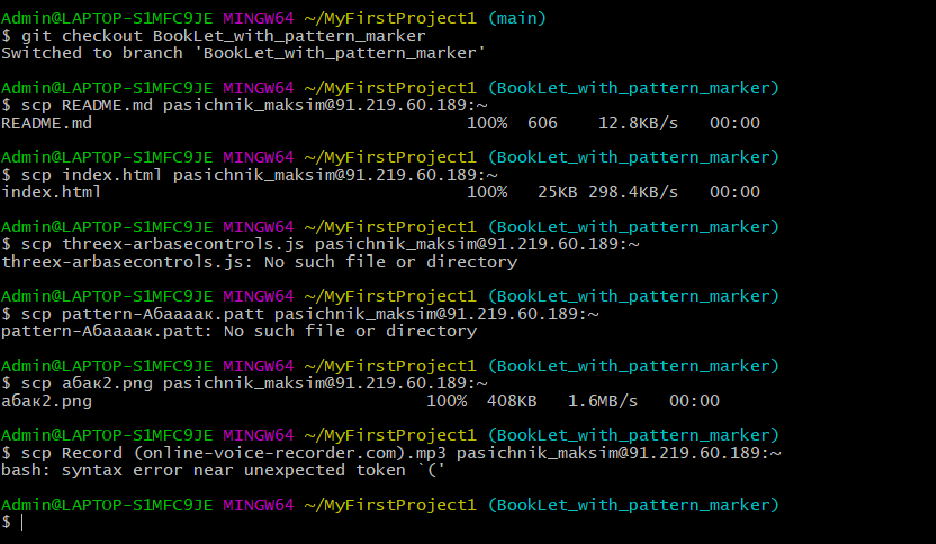 Admin@LAPTOP-S1MFC9JE MINGW64 ~/MyFirstProject1 (main)
$ git checkout BookLet_with_pattern_marker
Switched to branch 'BookLet_with_pattern_marker'
Admin@LAPTOP-S1MFC9JE MINGW64 ~/MyFirstProject1 (BookLet_with_pattern_marker)
$ scp README.md pasichnik_maksim@91.219.60.189:~
README.md 100% 606 12.8KB/s 00:00
Admin@LAPTOP-S1MFC9JE MINGW64 ~/MyFirstProject1 (BookLet_with_pattern_marker)
$ scp index.html pasichnik_maksim@91.219.60.189:~
index.html 100% 25KB 298.4KB/s 00:00
Admin@LAPTOP-S1MFC9JE MINGW64 ~/MyFirstProject1 (BookLet_with_pattern_marker)
$ scp threex-arbasecontrols.js pasichnik_maksim@91.219.60.189:~
threex-arbasecontrols.js: No such file or directory
Admin@LAPTOP-S1MFC9JE MINGW64 ~/MyFirstProject1 (BookLet_with_pattern_marker)
$ scp pattern-Абаааак.patt pasichnik_maksim@91.219.60.189:~
pattern-Абаааак.patt: No such file or directory
Admin@LAPTOP-S1MFC9JE MINGW64 ~/MyFirstProject1 (BookLet_with_pattern_marker)
$ scp абак2.png pasichnik_maksim@91.219.60.189:~
абак2.png 100% 408KB 1.6MB/s 00:00
Admin@LAPTOP-S1MFC9JE MINGW64 ~/MyFirstProject1 (BookLet_with_pattern_marker)
$ scp Record (online-voice-recorder.com).mp3 pasichnik_maksim@91.219.60.189:~
bash: syntax error near unexpected token `('
Admin@LAPTOP-S1MFC9JE MINGW64 ~/MyFirstProject1 (BookLet_with_pattern_marker)
$